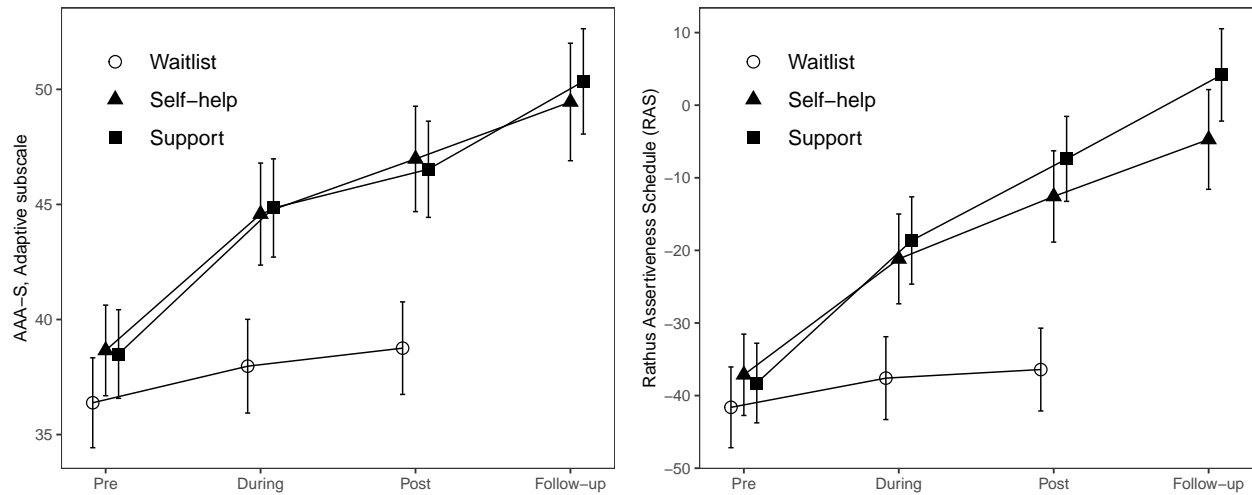 AAA−S, Adaptive subscale
50
45
40
35
Waitlist
Self−help
Support
Pre During Post Follow−up
Rathus Assertiveness Schedule (RAS)
10
0
−10
−20
−30
−40
−50
Waitlist
Self−help
Support
Pre During Post Follow−up